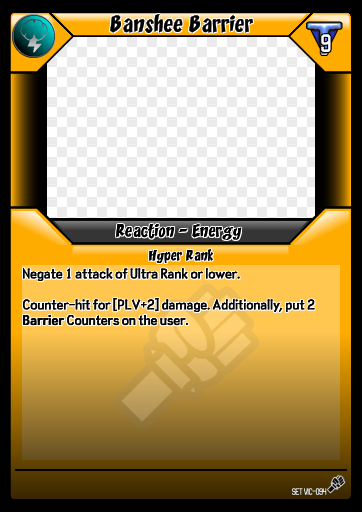 Banshee Barrier
9
Reaction - Energy
Hyper Rank
Negate 1 attack of Ultra Rank or lower.
Counter-hit for [PLV+2] damage. Additionally, put 2
Barrier Counters on the user.
SET VIC-094